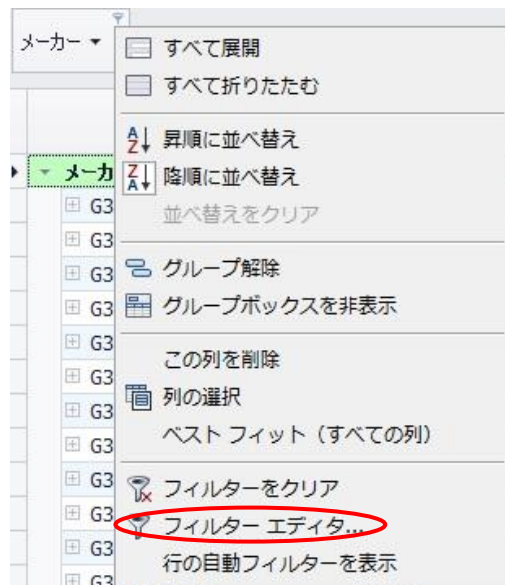 メーカー
すべて展開
すべて折りたたむ
昇順に並べ替え
メーカ
降順に並べ替え
G3
並べ替えをクリア
G3
G3
グループ解除
G3
グループボックスを非表示
G3
この列を削除
G3
列の選択
G3
ベスト フィット（すべての列）
G3
G3
フィルターをクリア
G3
フィルター エディタ...
G3
行の自動フィルターを表示
G3